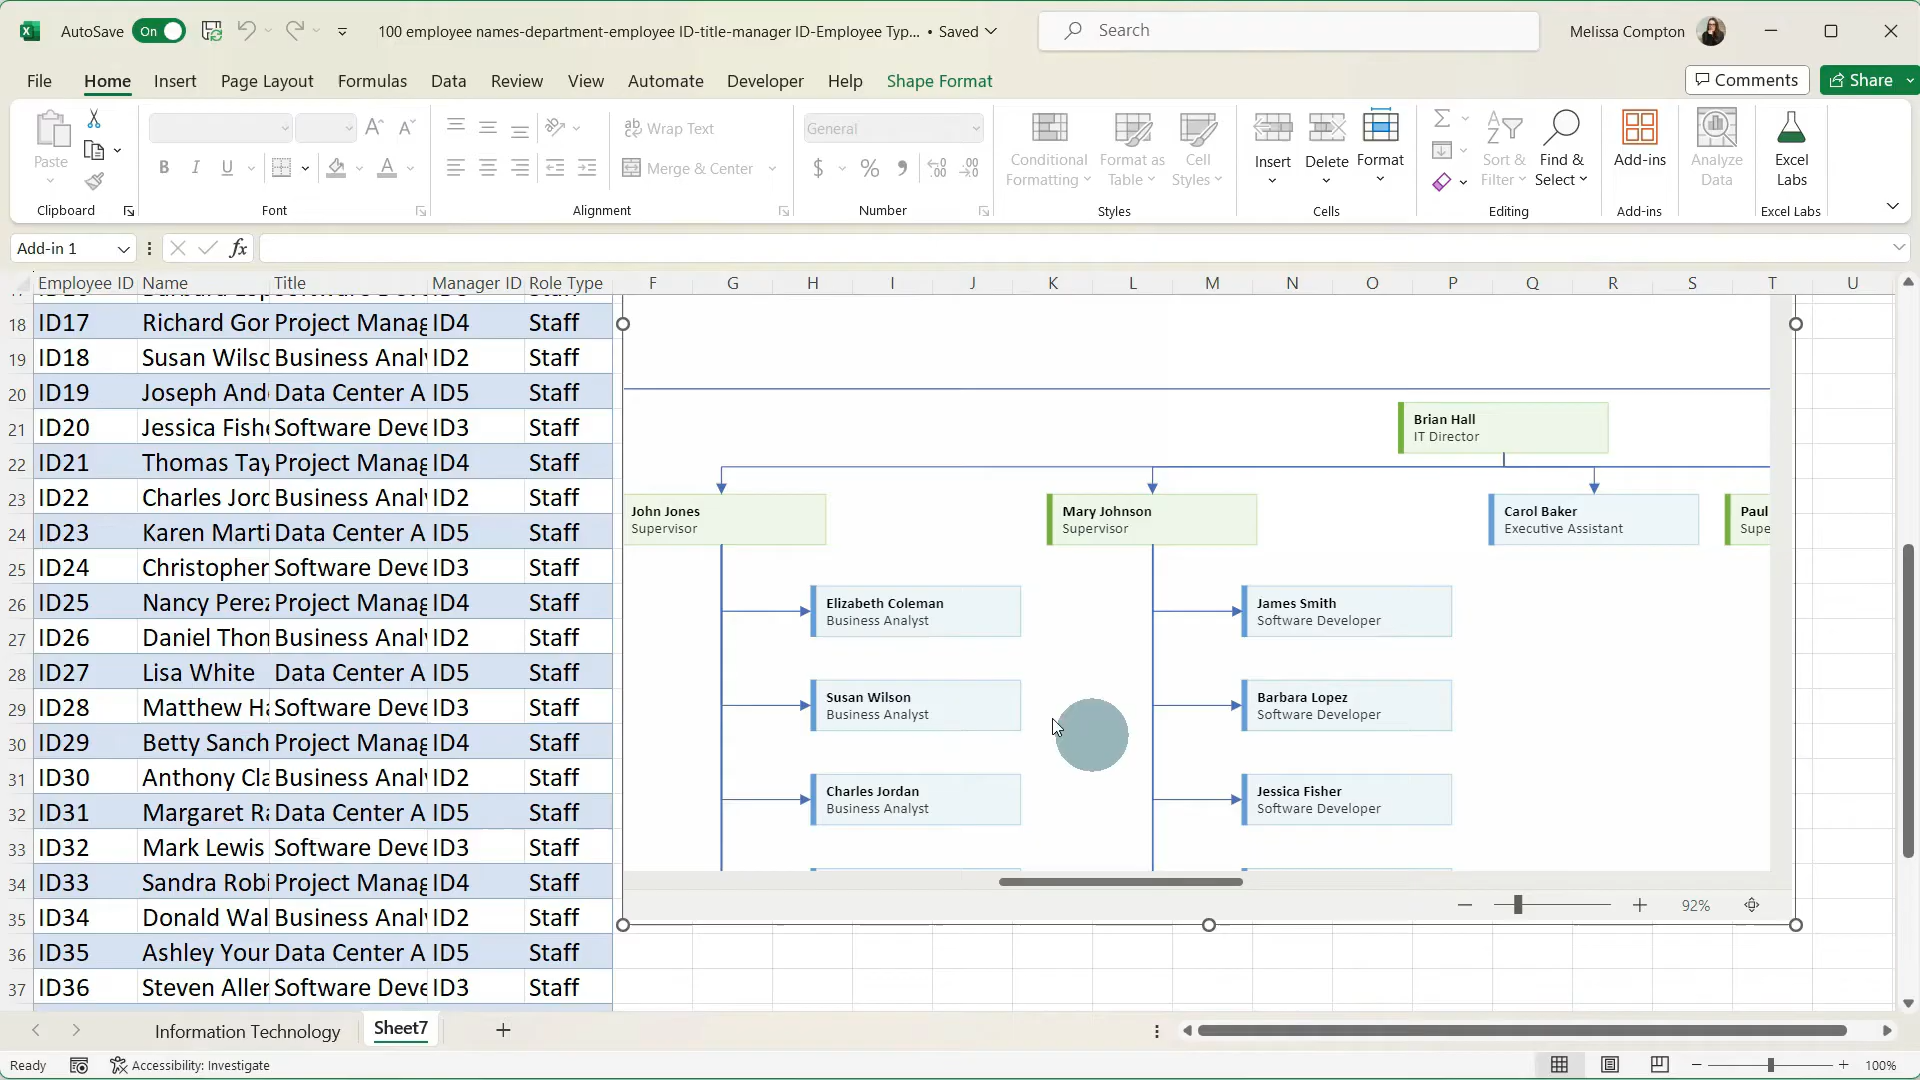 AutoSave On 100 employee names-department-employee ID-title-manager ID-Employee Typ... • Saved Search Melissa Compton
File Home Insert Page Layout Formulas Data Review View Automate Developer Help Shape Format Comments Share
Paste
B I U
ab Wrap Text
Merge & Center
General
$ % 9
Conditional Formatting
Format as Table
Cell Styles
Insert
Delete
Format
Sort & Filter
Find & Select
Add-ins
Analyze Data
Excel Labs
Clipboard Font Alignment Number Styles Cells Editing Add-ins Excel Labs
Add-in 1 fx
Employee ID Name Title Manager ID Role Type F G H I J K L M N O P Q R S T U
18 ID17 Richard Gor Project Manag ID4 Staff
19 ID18 Susan Wilso Business Anal ID2 Staff
20 ID19 Joseph And Data Center A ID5 Staff
21 ID20 Jessica Fish Software Deve ID3 Staff
22 ID21 Thomas Tay Project Manag ID4 Staff
23 ID22 Charles Jord Business Anal ID2 Staff
24 ID23 Karen Marti Data Center A ID5 Staff
25 ID24 Christopher Software Deve ID3 Staff
26 ID25 Nancy Perez Project Manag ID4 Staff
27 ID26 Daniel Thon Business Anal ID2 Staff
28 ID27 Lisa White Data Center A ID5 Staff
29 ID28 Matthew Ha Software Deve ID3 Staff
30 ID29 Betty Sanch Project Manag ID4 Staff
31 ID30 Anthony Cla Business Anal ID2 Staff
32 ID31 Margaret Ra Data Center A ID5 Staff
33 ID32 Mark Lewis Software Deve ID3 Staff
34 ID33 Sandra Robi Project Manag ID4 Staff
35 ID34 Donald Wal Business Anal ID2 Staff
36 ID35 Ashley Your Data Center A ID5 Staff
37 ID36 Steven Aller Software Deve ID3 Staff
Brian Hall
IT Director
John Jones
Supervisor
Mary Johnson
Supervisor
Carol Baker
Executive Assistant
Paul
Supe
Elizabeth Coleman
Business Analyst
James Smith
Software Developer
Susan Wilson
Business Analyst
Barbara Lopez
Software Developer
Charles Jordan
Business Analyst
Jessica Fisher
Software Developer
92%
Information Technology Sheet7
Ready Accessibility: Investigate 100%